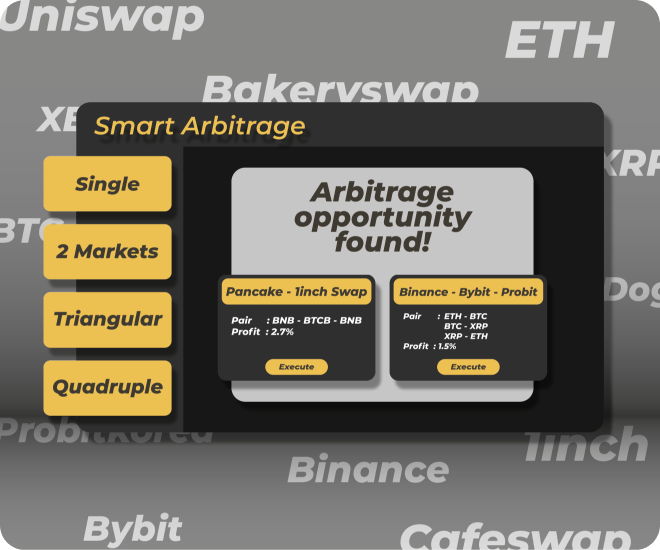 Uniswap
ETH
Bakeryswap
Smart Arbitrage
XRP
Single
Arbitrage
opportunity
found!
BTC
2 Markets
Pancake - 1inch Swap
Binance - Bybit - Probit
Triangular
Pair : BNB - BTCB - BNB
Profit : 2.7%
Pair : ETH - BTC
BTC - XRP
XRP - ETH
Profit : 1.5%
Execute
Execute
Quadruple
Probitkorea
1inch
Binance
Bybit
Cafeswap